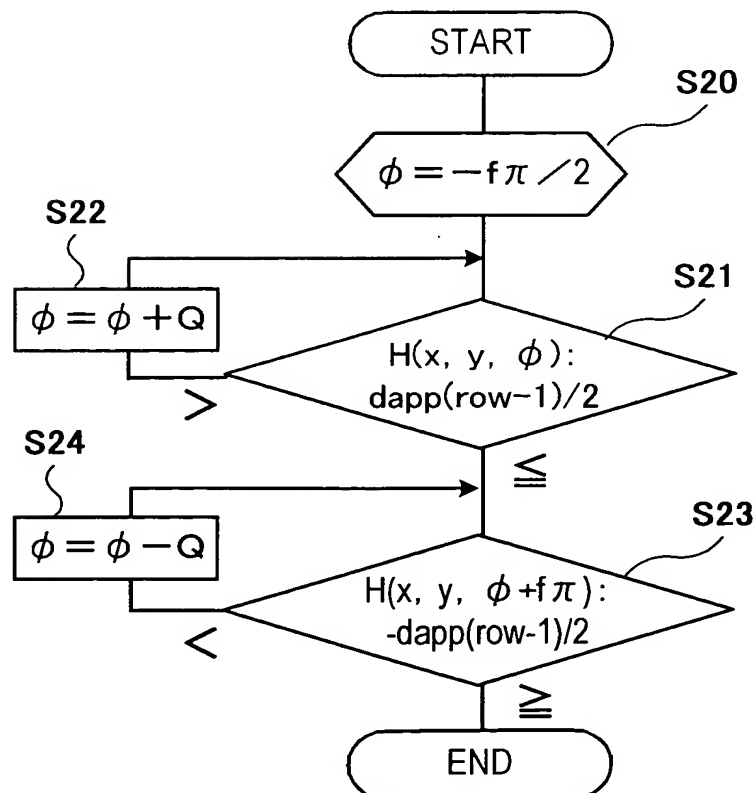 START
S20
ϕ=−fπ/2
S22
ϕ=ϕ+Q
S21
H(x, y, ϕ):
dapp(row-1)/2
>
≦
S24
ϕ=ϕ−Q
S23
H(x, y, ϕ+fπ):
-dapp(row-1)/2
<
≧
END